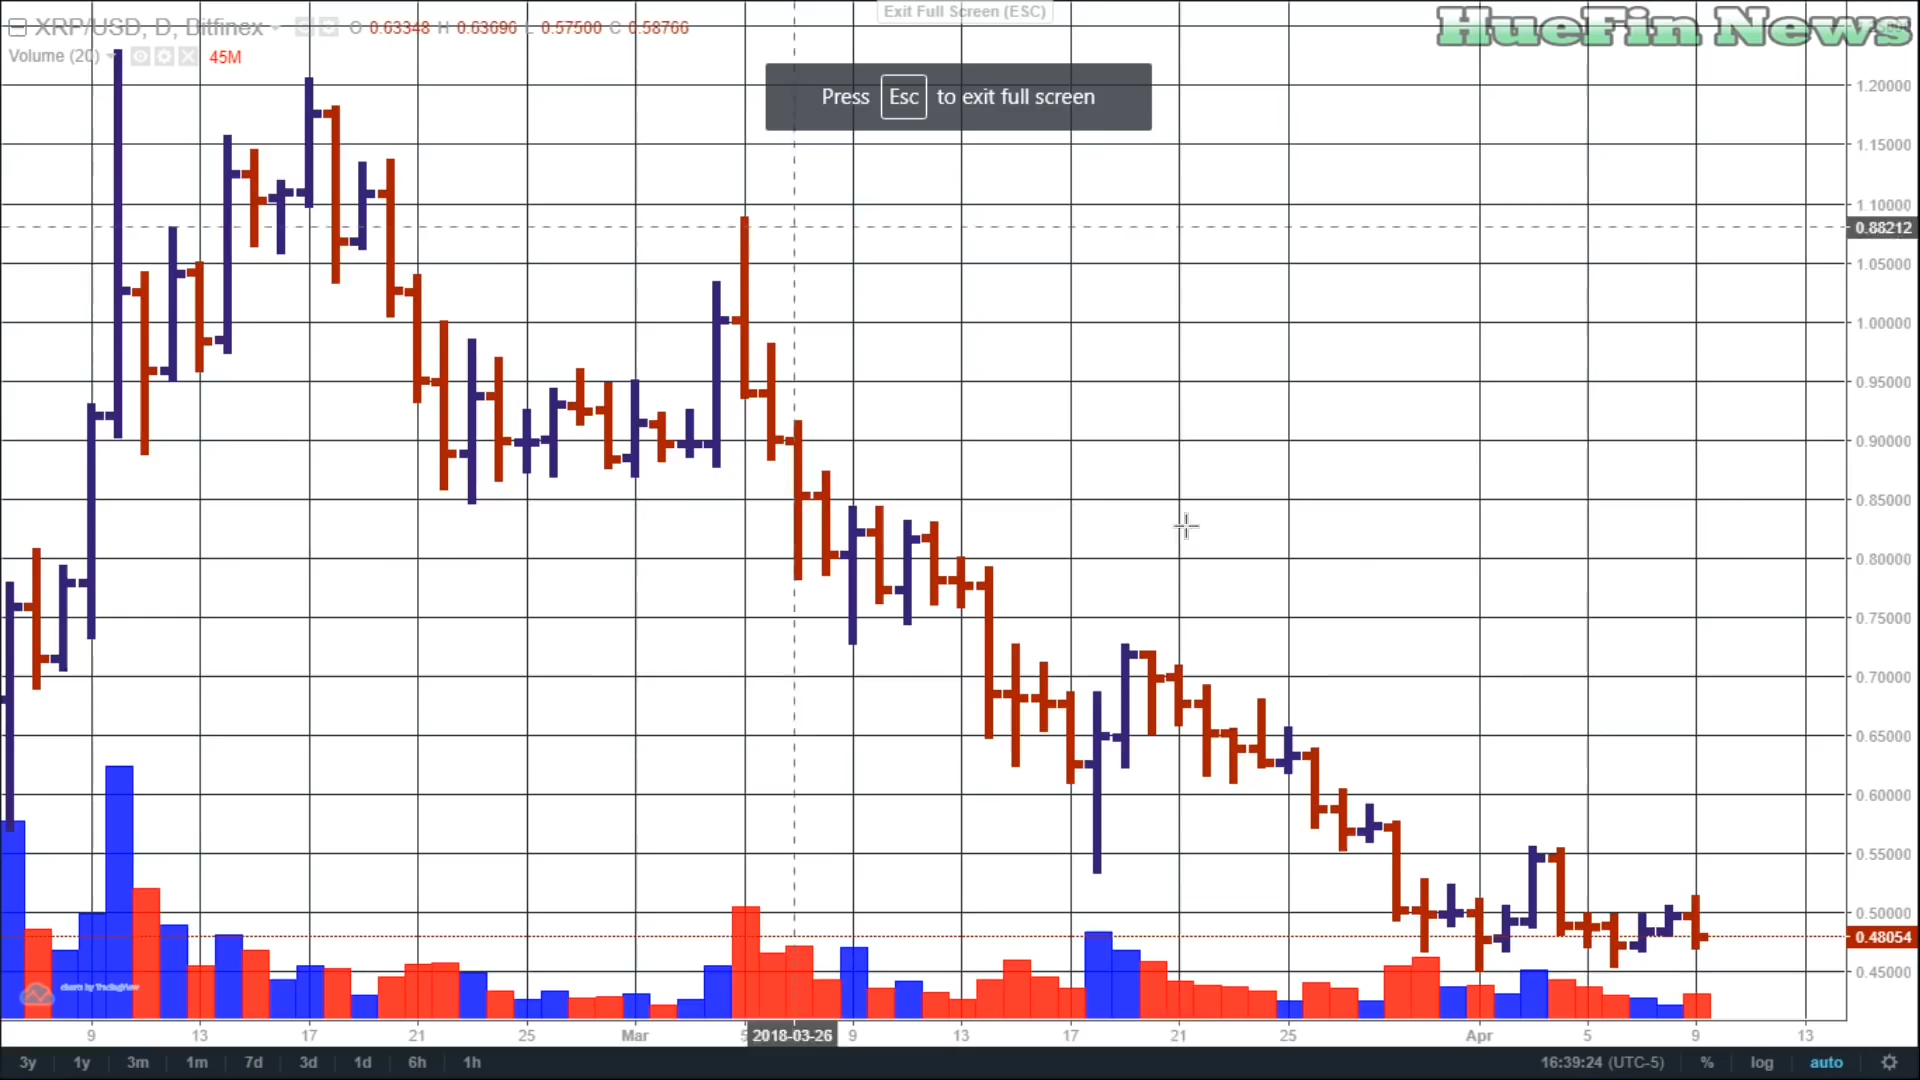 Exit Full Screen (ESC)
HueFin News
XRP/USD, D, Bitfinex O 0.63348 H 0.63696 L 0.57500 C 0.58766
Volume (20) 45M
Press Esc to exit full screen
1.20000
1.15000
1.10000
0.88212
1.05000
1.00000
0.95000
0.90000
0.85000
0.80000
0.75000
0.70000
0.65000
0.60000
0.55000
0.50000
0.48054
0.45000
charts by TradingView
9 13 17 21 25 Mar 5 2018-03-26 9 13 17 21 25 Apr 5 9 13
3y 1y 3m 1m 7d 3d 1d 6h 1h 16:39:24 (UTC-5) % log auto